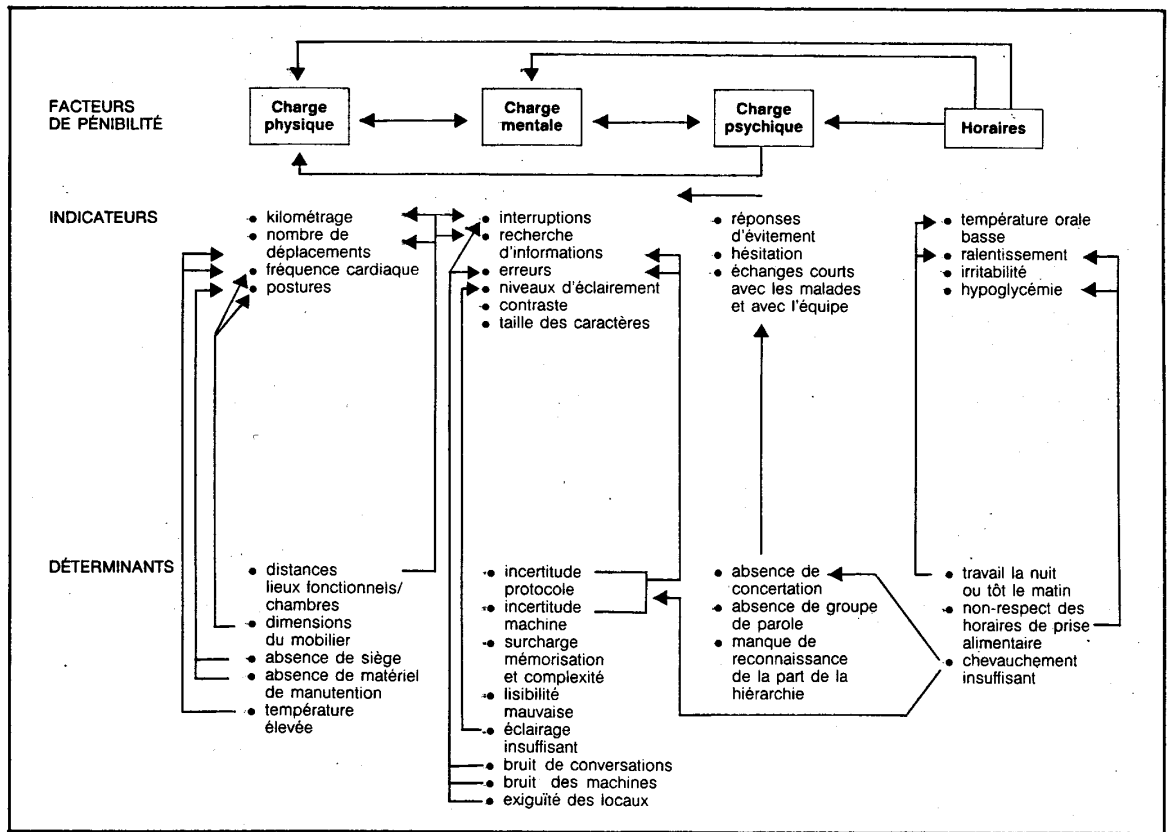 FACTEURS
DE PÉNIBILITÉ
Charge
physique
Charge
mentale
Charge
psychique
Horaires
INDICATEURS
• kilométrage
• nombre de
déplacements
• fréquence cardiaque
• postures
• interruptions
• recherche
d'informations
• erreurs
• niveaux d'éclairement
• contraste
• taille des caractères
• réponses
d'évitement
• hésitation
• échanges courts
avec les malades
et avec l'équipe
• température orale
basse
• ralentissement
• irritabilité
• hypoglycémie
DÉTERMINANTS
• distances
lieux fonctionnels/
chambres
• dimensions
du mobilier
• absence de siège
• absence de matériel
de manutention
• température
élevée
• incertitude
protocole
• incertitude
machine
• surcharge
mémorisation
et complexité
• lisibilité
mauvaise
• éclairage
insuffisant
• bruit de conversations
• bruit des machines
• exiguïté des locaux
• absence de
concertation
• absence de groupe
de parole
• manque de
reconnaissance
de la part de la
hiérarchie
• travail la nuit
ou tôt le matin
• non-respect des
horaires de prise
alimentaire
• chevauchement
insuffisant